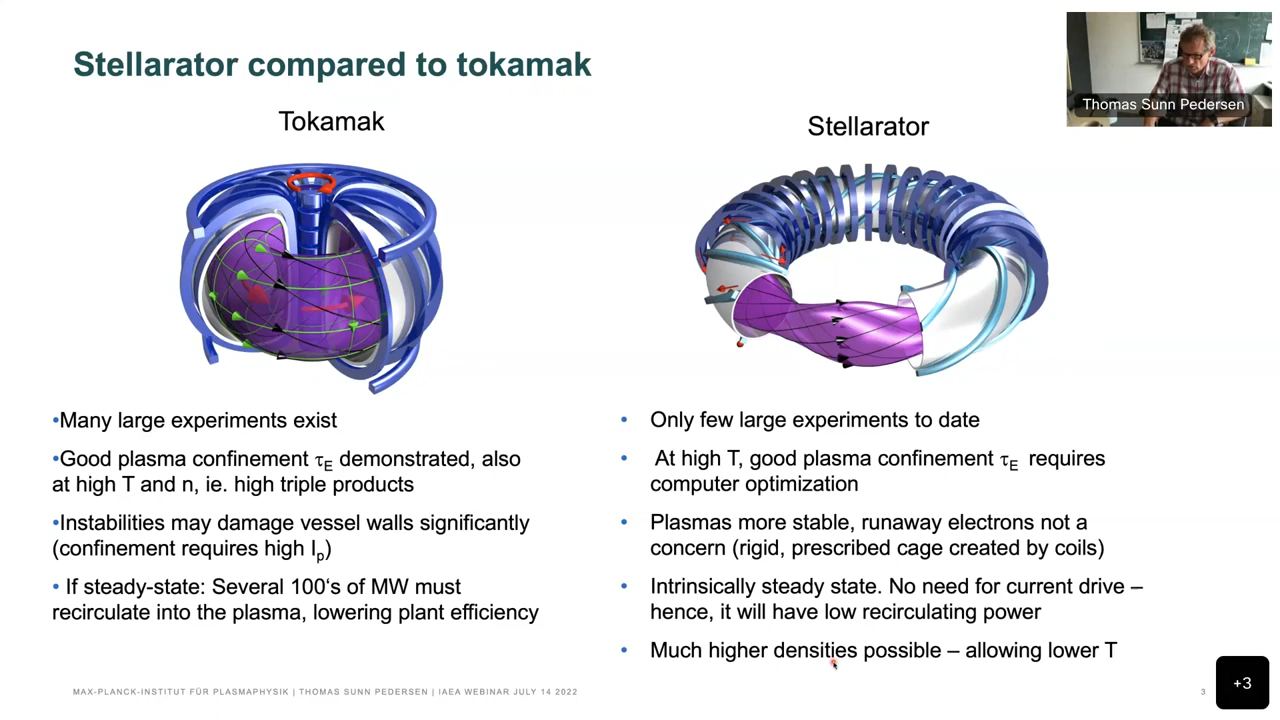 Stellarator compared to tokamak
Thomas Sunn Pedersen
Tokamak
•Many large experiments exist
•Good plasma confinement τE demonstrated, also
at high T and n, ie. high triple products
•Instabilities may damage vessel walls significantly
(confinement requires high Ip)
• If steady-state: Several 100‘s of MW must
recirculate into the plasma, lowering plant efficiency
Stellarator
• Only few large experiments to date
• At high T, good plasma confinement τE requires
computer optimization
• Plasmas more stable, runaway electrons not a
concern (rigid, prescribed cage created by coils)
• Intrinsically steady state. No need for current drive –
hence, it will have low recirculating power
• Much higher densities possible – allowing lower T
MAX-PLANCK-INSTITUT FÜR PLASMAPHYSIK | THOMAS SUNN PEDERSEN | IAEA WEBINAR JULY 14 2022
3
+3